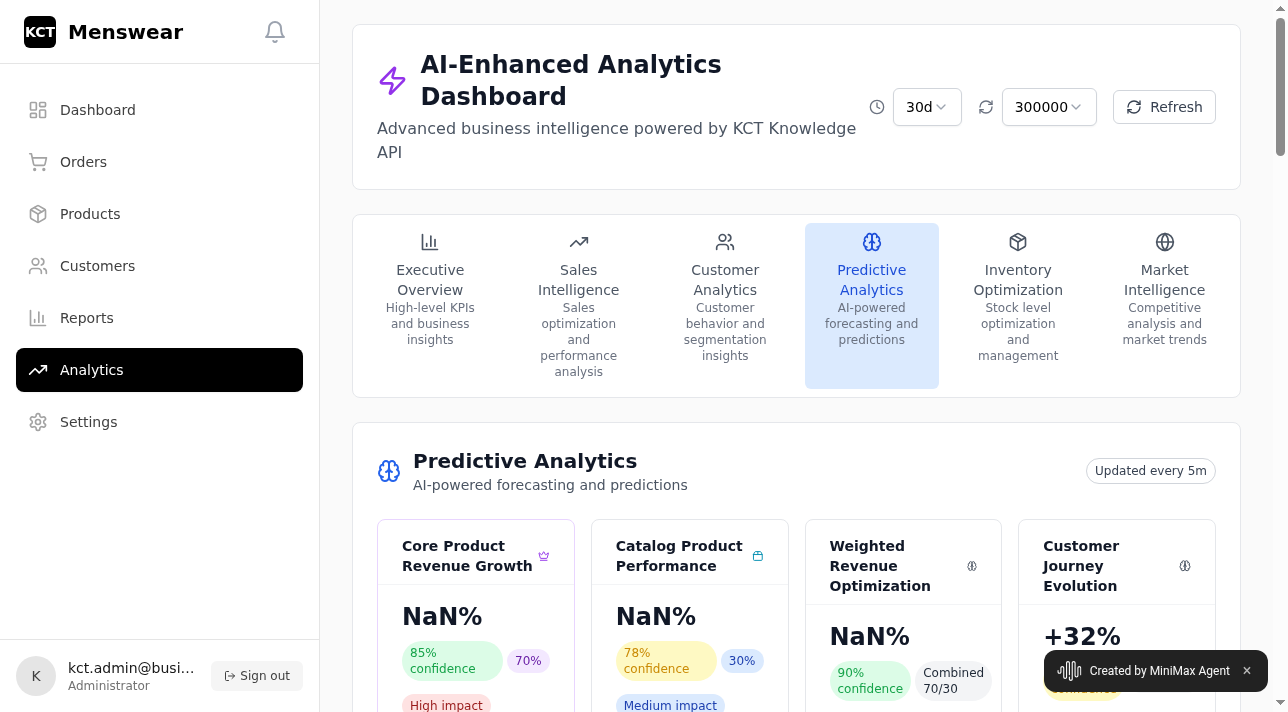 KCT Menswear
Dashboard
Orders
Products
Customers
Reports
Analytics
Settings
K
kct.admin@busi...
Administrator
Sign out
AI-Enhanced Analytics
Dashboard
Advanced business intelligence powered by KCT Knowledge
API
30d
300000
Refresh
Executive
Overview
High-level KPIs
and business
insights
Sales
Intelligence
Sales
optimization
and
performance
analysis
Customer
Analytics
Customer
behavior and
segmentation
insights
Predictive
Analytics
AI-powered
forecasting and
predictions
Inventory
Optimization
Stock level
optimization
and
management
Market
Intelligence
Competitive
analysis and
market trends
Predictive Analytics
AI-powered forecasting and predictions
Updated every 5m
Core Product
Revenue Growth
NaN%
85%
confidence
70%
High impact
Catalog Product
Performance
NaN%
78%
confidence
30%
Medium impact
Weighted
Revenue
Optimization
NaN%
90%
confidence
Combined
70/30
Customer
Journey
Evolution
+32%
Created by MiniMax Agent